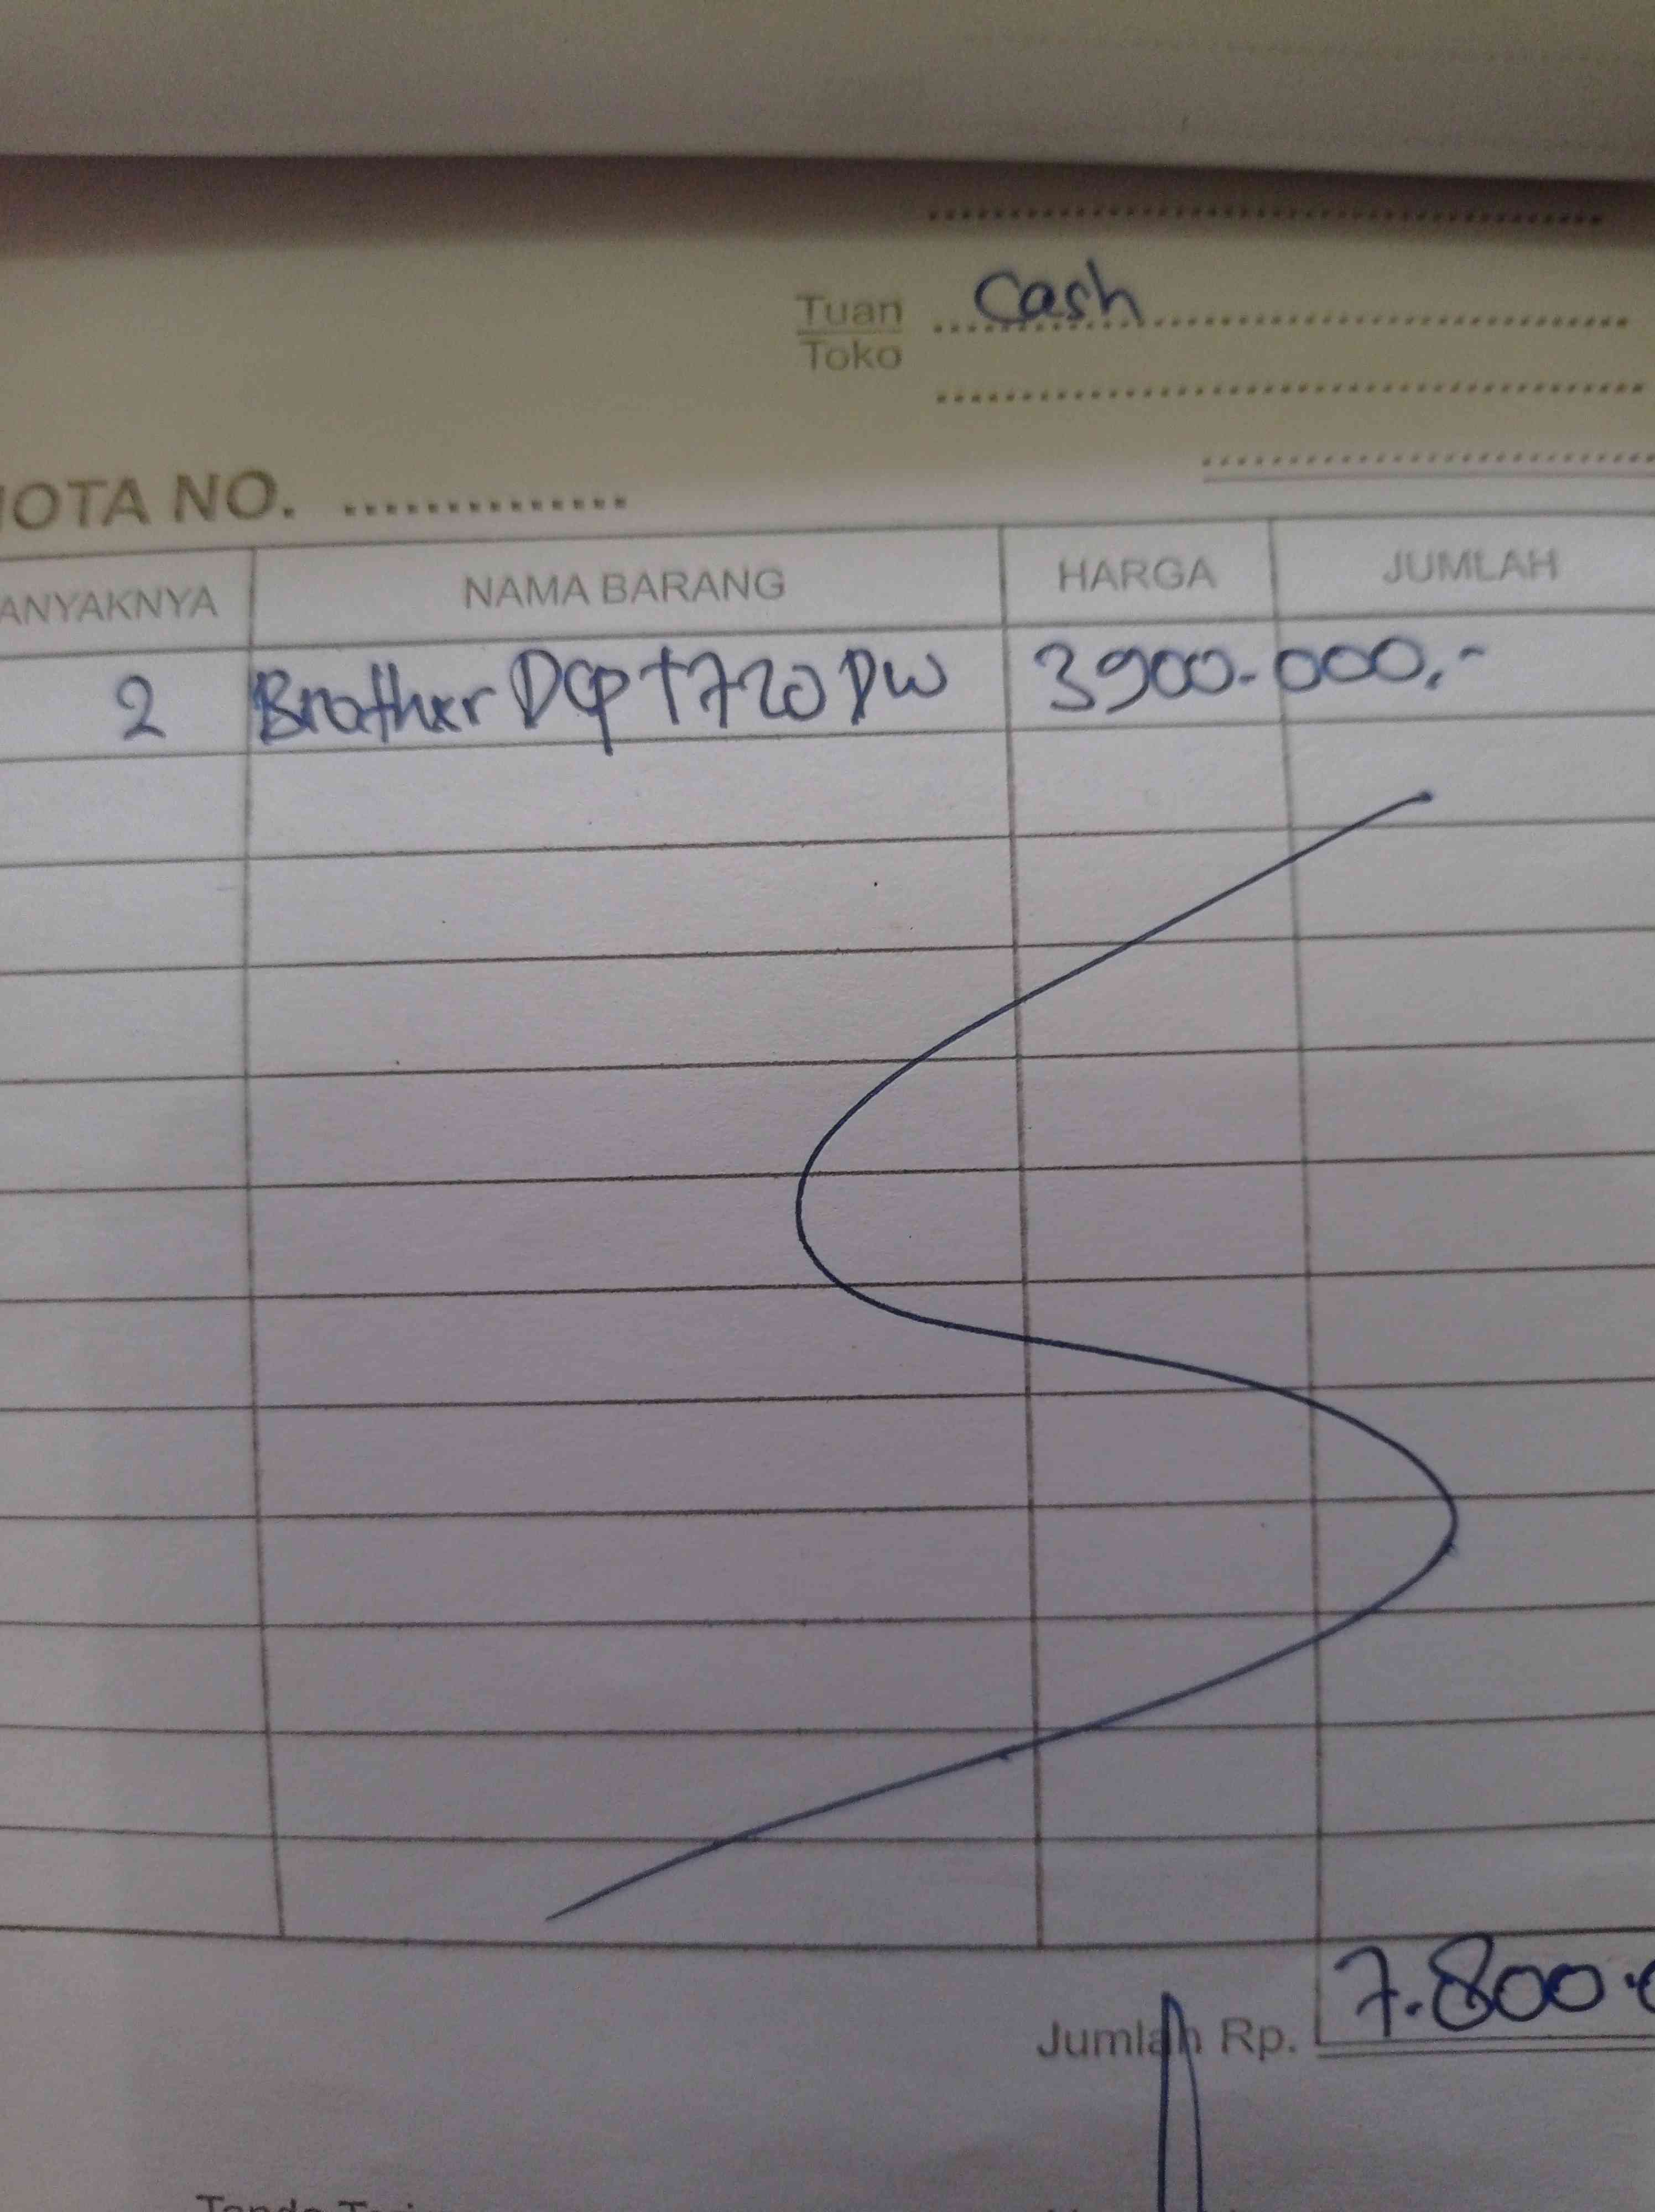 Tuan Cash
Toko
NOTA NO.
ANYAKNYA NAMA BARANG HARGA JUMLAH
2 Brother DCP T720 DW 3900.000,-
Jumlah Rp. 7.800.